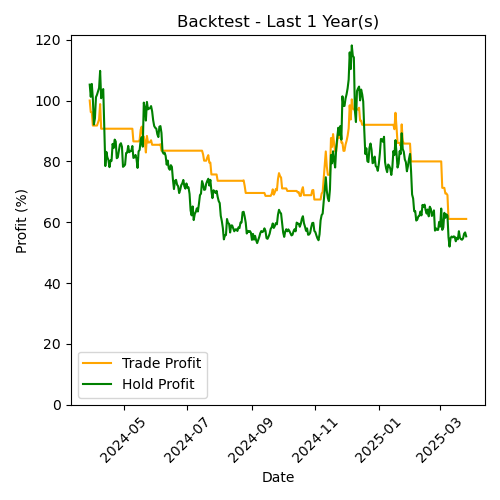 Backtest - Last 1 Year(s)
Profit (%)
120
100
80
60
40
20
0
Trade Profit
Hold Profit
2024-05
2024-07
2024-09
2024-11
2025-01
2025-03
Date